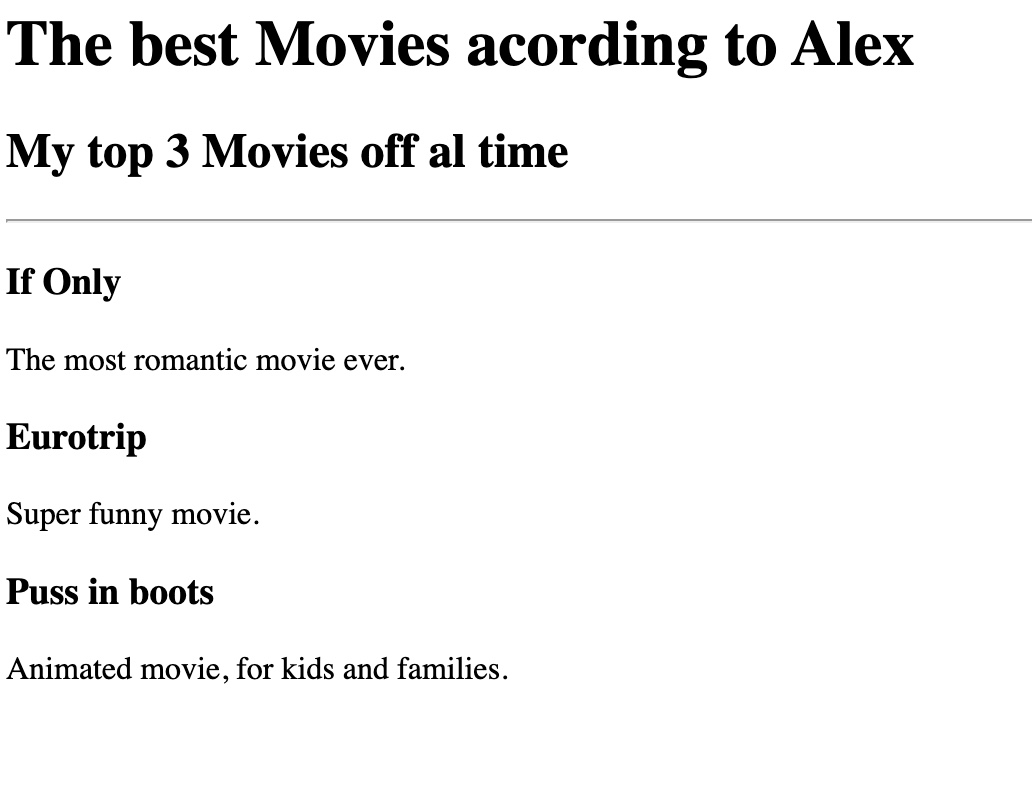 The best Movies acording to Alex
My top 3 Movies off al time
If Only
The most romantic movie ever.
Eurotrip
Super funny movie.
Puss in boots
Animated movie, for kids and families.